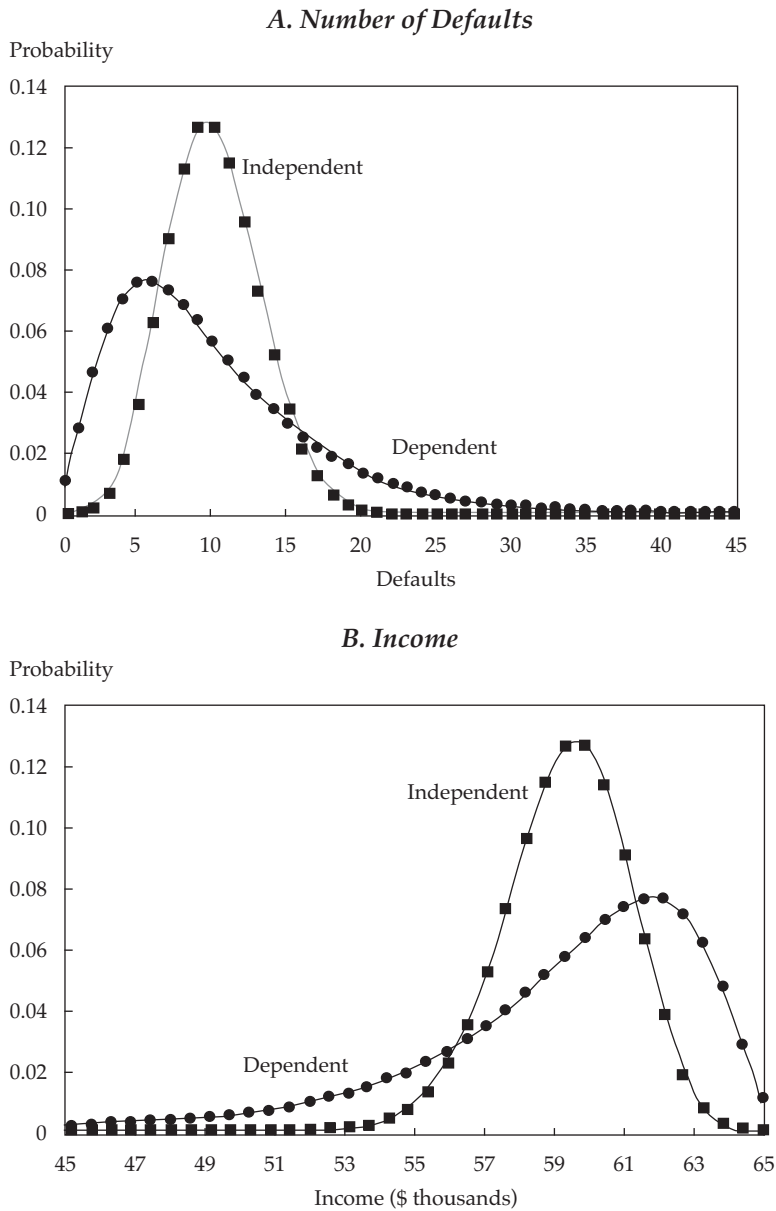 A. Number of Defaults
Probability
0.14
0.12
0.10
0.08
0.06
0.04
0.02
0
Independent
Dependent
0 5 10 15 20 25 30 35 40 45
Defaults
B. Income
Probability
0.14
0.12
0.10
0.08
0.06
0.04
0.02
0
Independent
Dependent
45 47 49 51 53 55 57 59 61 63 65
Income ($ thousands)